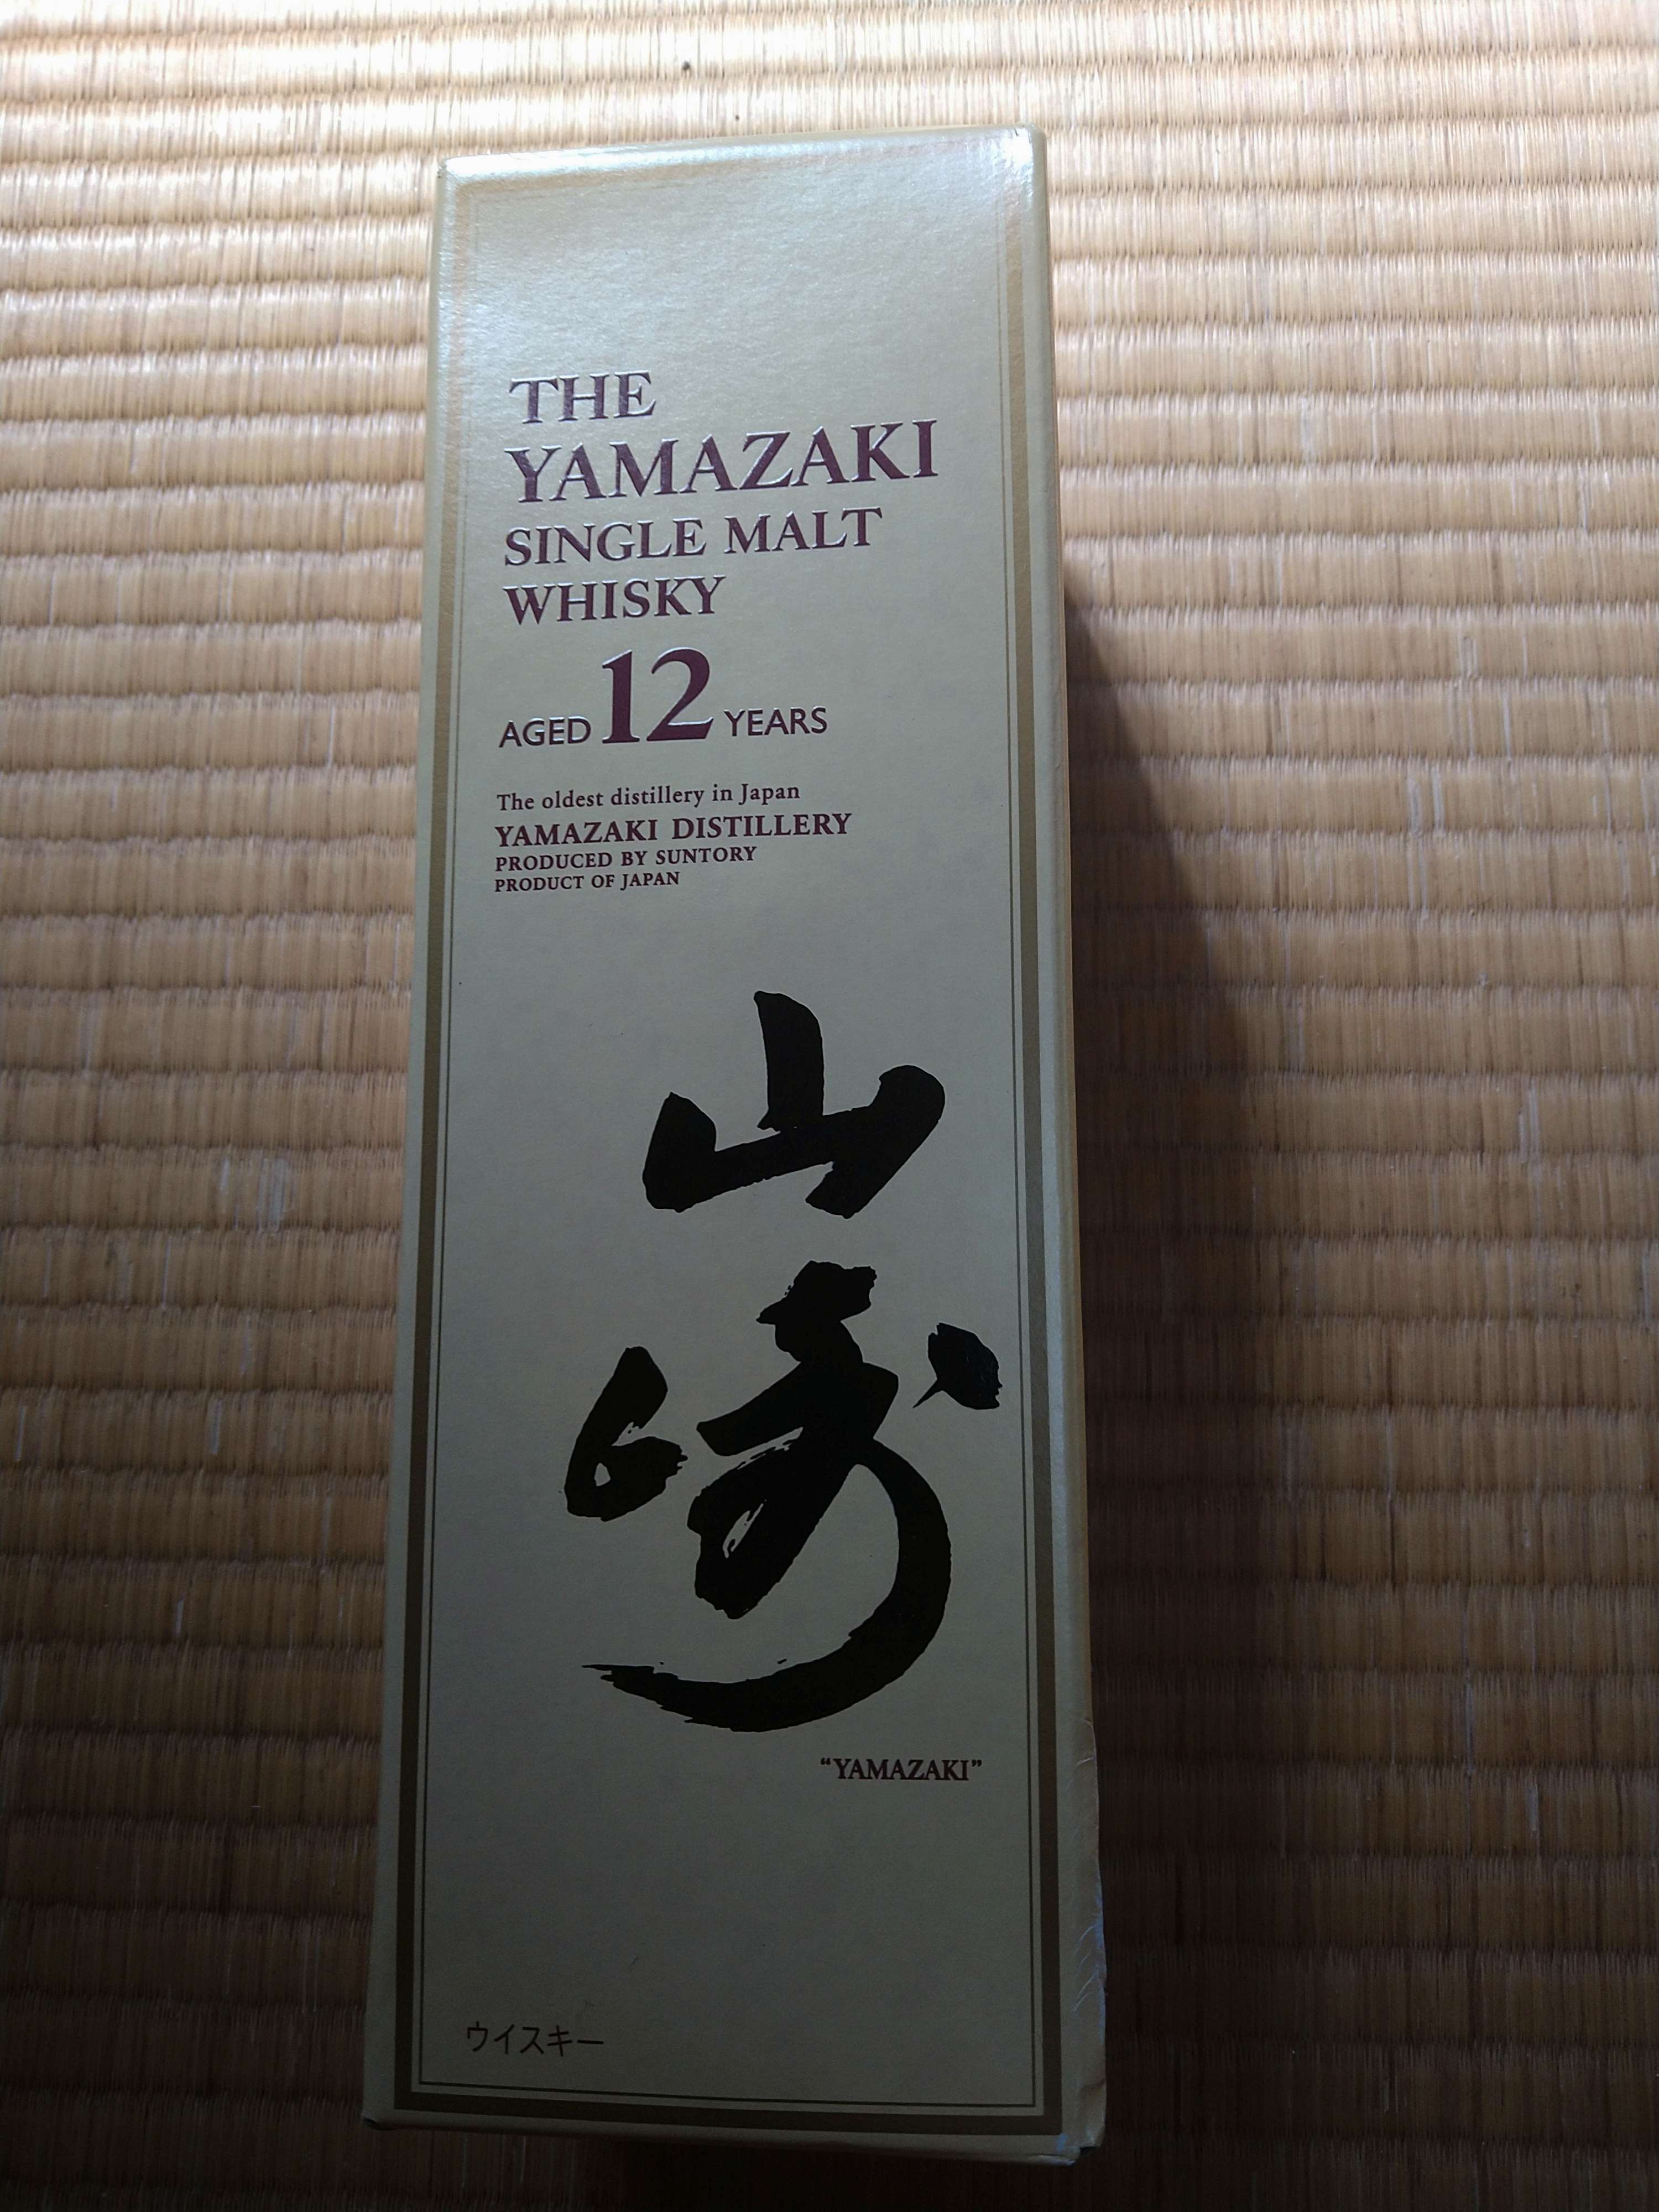 THE
YAMAZAKI
SINGLE MALT
WHISKY
AGED 12 YEARS
The oldest distillery in Japan
YAMAZAKI DISTILLERY
PRODUCED BY SUNTORY
PRODUCT OF JAPAN
山
崎
“YAMAZAKI”
ウイスキー